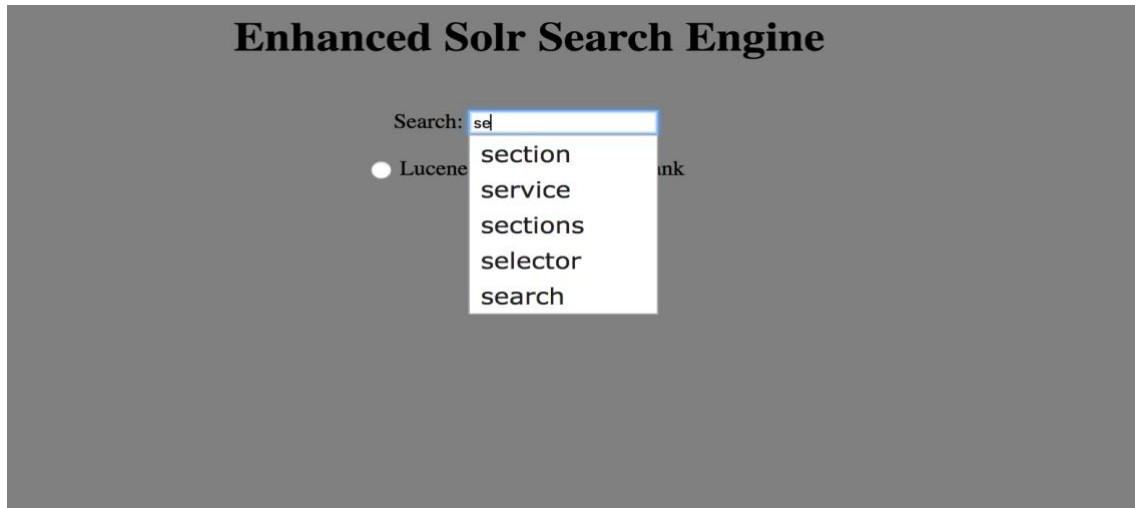 Enhanced Solr Search Engine
Search: se
Lucene
section
service
sections
selector
search